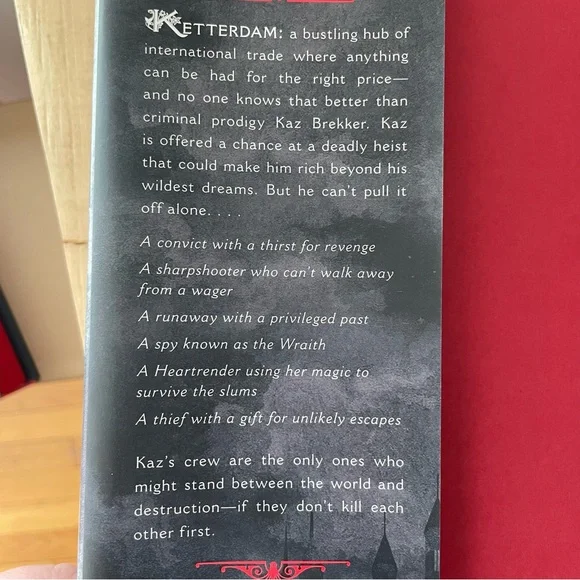 KETTERDAM: a bustling hub of
international trade where anything
can be had for the right price—
and no one knows that better than
criminal prodigy Kaz Brekker. Kaz
is offered a chance at a deadly heist
that could make him rich beyond his
wildest dreams. But he can't pull it
off alone. . . .
A convict with a thirst for revenge
A sharpshooter who can't walk away
from a wager
A runaway with a privileged past
A spy known as the Wraith
A Heartrender using her magic to
survive the slums
A thief with a gift for unlikely escapes
Kaz's crew are the only ones who
might stand between the world and
destruction—if they don't kill each
other first.